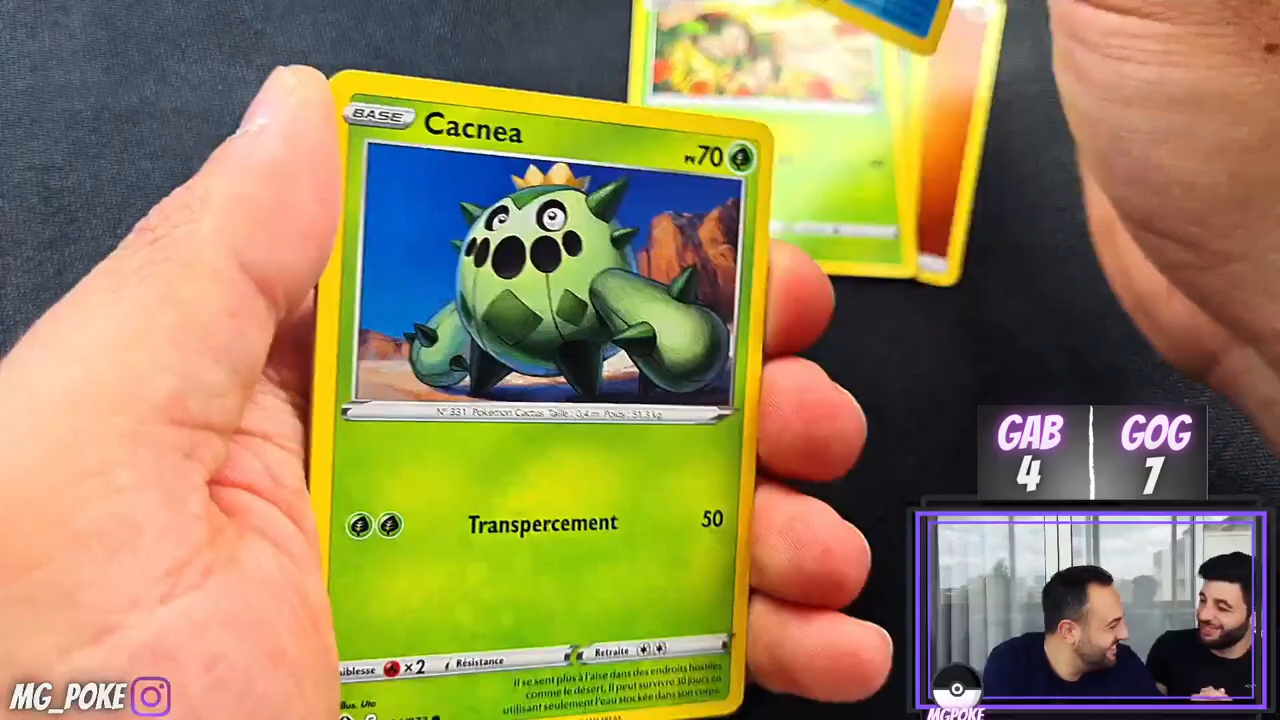 BASE
Cacnea
PV70
N° 331 Pokémon Cactus Taille : 0,4 m Poids : 51,3 kg
Transpercement
50
×2
Résistance
Retraite
Il se sent plus à l'aise dans des endroits hostiles
comme le désert. Il peut survivre 30 jours en
utilisant seulement l'eau stockée dans son corps.
Illus. Uto
GAB
GOG
4
7
MG_POKE
MGPOKE